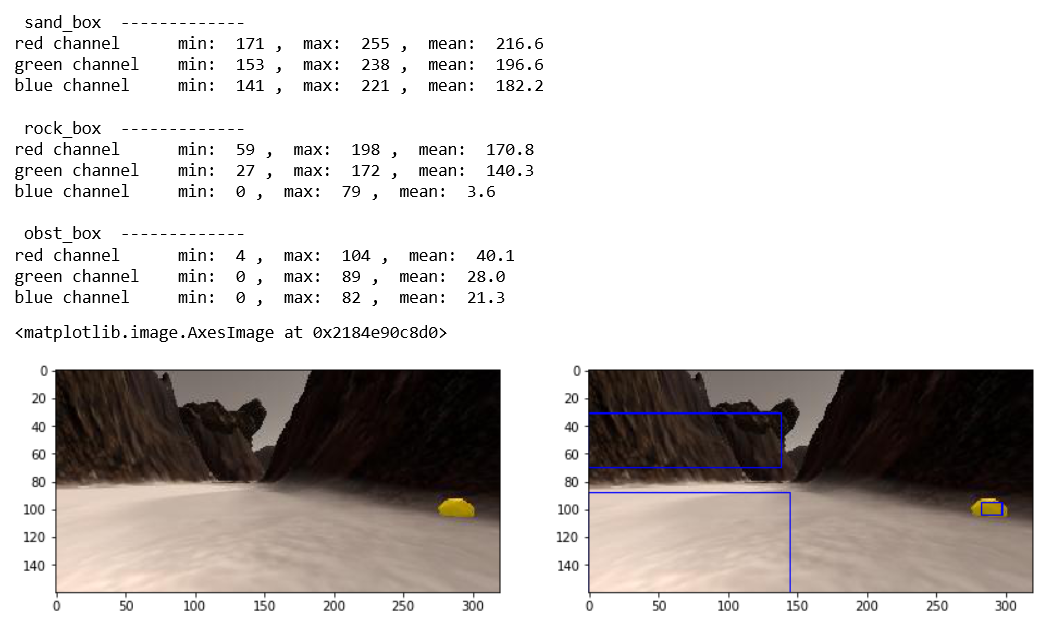 sand_box  -------------
red channel      min:  171 ,  max:  255 ,  mean:  216.6
green channel    min:  153 ,  max:  238 ,  mean:  196.6
blue channel     min:  141 ,  max:  221 ,  mean:  182.2
rock_box  -------------
red channel      min:  59 ,  max:  198 ,  mean:  170.8
green channel    min:  27 ,  max:  172 ,  mean:  140.3
blue channel     min:  0 ,  max:  79 ,  mean:  3.6
obst_box  -------------
red channel      min:  4 ,  max:  104 ,  mean:  40.1
green channel    min:  0 ,  max:  89 ,  mean:  28.0
blue channel     min:  0 ,  max:  82 ,  mean:  21.3
<matplotlib.image.AxesImage at 0x2184e90c8d0>
0
20
40
60
80
100
120
140
0 50 100 150 200 250 300
0
20
40
60
80
100
120
140
0 50 100 150 200 250 300